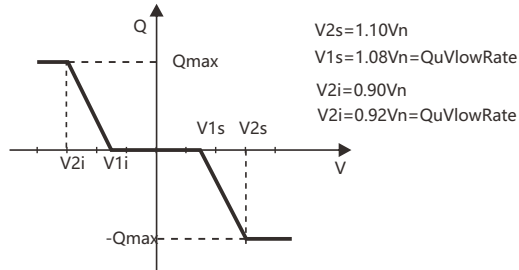 Q
V2s=1.10Vn
V1s=1.08Vn=QuVlowRate
Qmax
V2i=0.90Vn
V2i=0.92Vn=QuVlowRate
V1s V2s
V2i V1i
V
-Qmax